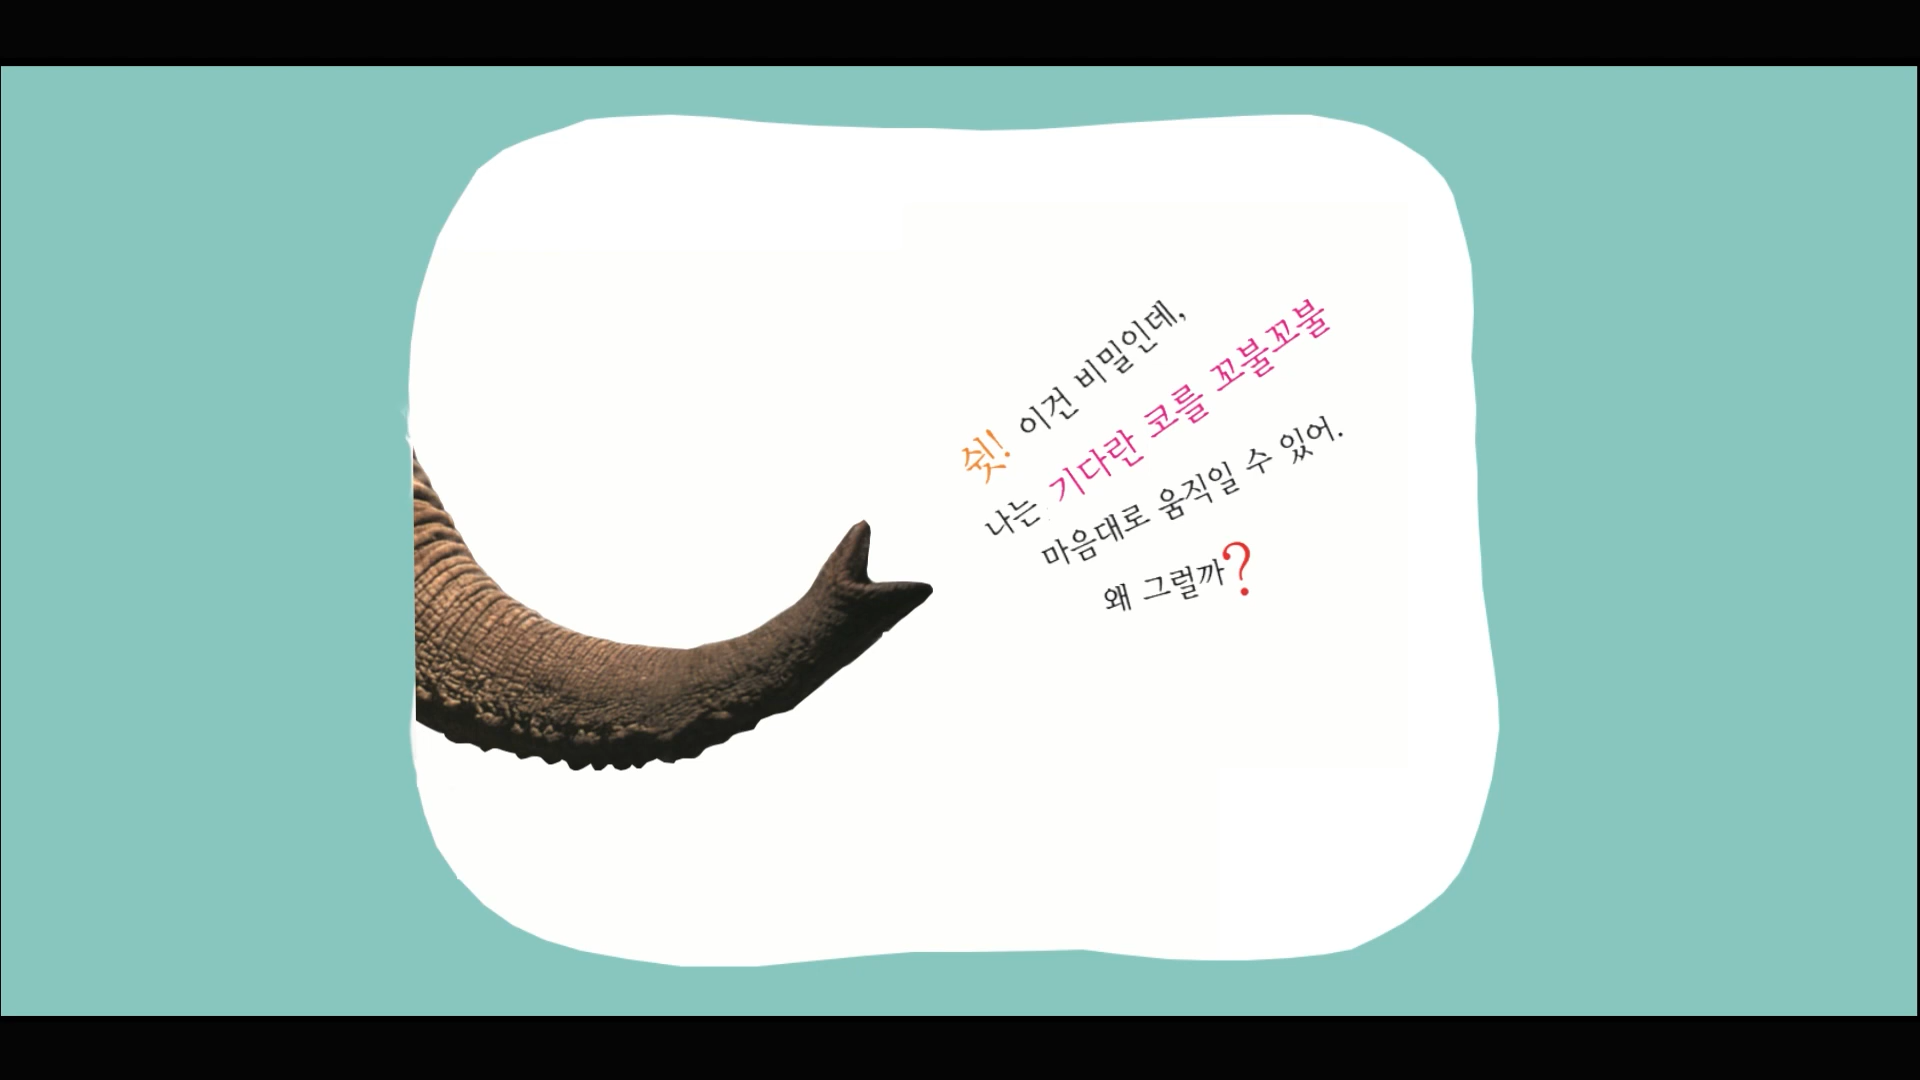 쉿! 이건 비밀인데,
나는 기다란 코를 꼬불꼬불
마음대로 움직일 수 있어.
왜 그럴까?